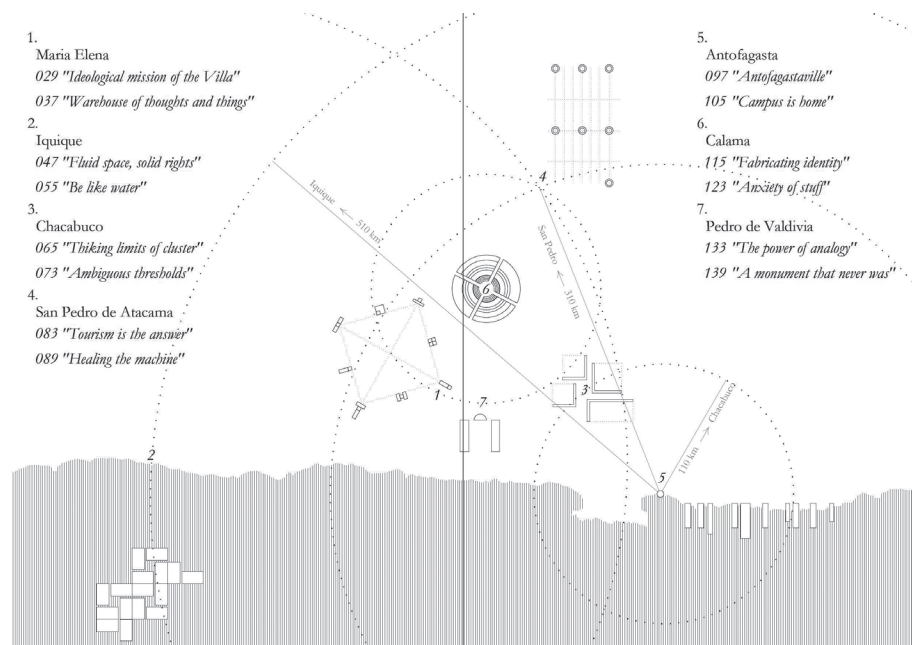 1.
Maria Elena
029 "Ideological mission of the Villa"
037 "Warehouse of thoughts and things"
2.
Iquique
047 "Fluid space, solid rights"
055 "Be like water"
3.
Chacabuco
065 "Thiking limits of cluster"
073 "Ambiguous thresholds"
4.
San Pedro de Atacama
083 "Tourism is the answer"
089 "Healing the machine"
5.
Antofagasta
097 "Antofagastaville"
105 "Campus is home"
6.
Calama
115 "Fabricating identity"
123 "Anxiety of stuff"
7.
Pedro de Valdivia
133 "The power of analogy"
139 "A monument that never was"
Iquique ← 510 km
San Pedro ← 310 km
110 km → Chacabuco
4
6
1
3
7
2
5